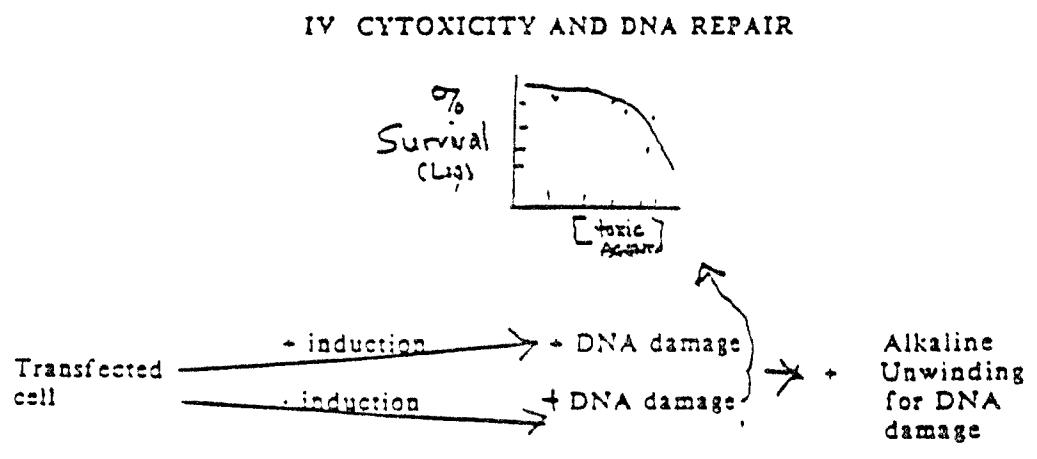 IV CYTOXICITY AND DNA REPAIR
%
Survival
(Log)
[toxic
Agent]
+ induction
+ DNA damage
Transfected
cell
- induction
+ DNA damage
+
Alkaline
Unwinding
for DNA
damage